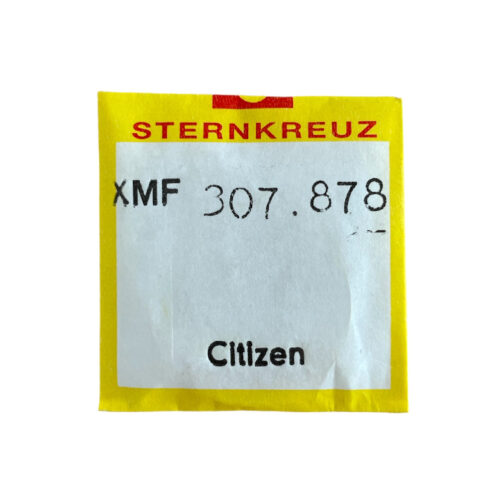 STERNKREUZ
XMF 307.878
Citizen